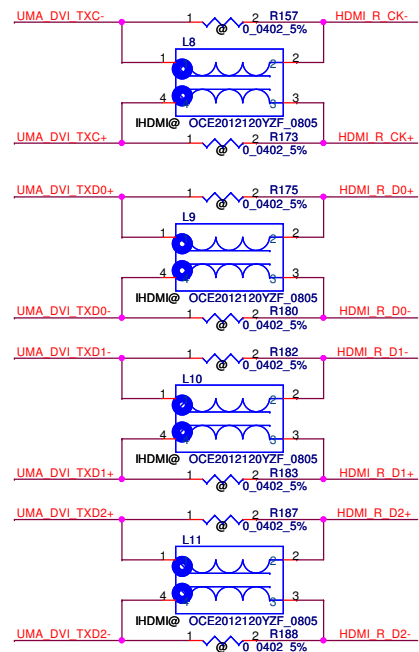 UMA_DVI_TXC- 1 2 R157 HDMI_R_CK-
@ 0_0402_5%
L8
1 2 2
4 4 3 3
IHDMI@ OCE2012120YZF_0805
UMA_DVI_TXC+ 1 2 R173 HDMI_R_CK+
@ 0_0402_5%
UMA_DVI_TXD0+ 1 2 R175 HDMI_R_D0+
@ 0_0402_5%
L9
1 2 2
4 4 3 3
IHDMI@ OCE2012120YZF_0805
UMA_DVI_TXD0- 1 2 R180 HDMI_R_D0-
@ 0_0402_5%
UMA_DVI_TXD1- 1 2 R182 HDMI_R_D1-
@ 0_0402_5%
L10
1 2 2
4 4 3 3
IHDMI@ OCE2012120YZF_0805
UMA_DVI_TXD1+ 1 2 R183 HDMI_R_D1+
@ 0_0402_5%
UMA_DVI_TXD2+ 1 2 R187 HDMI_R_D2+
@ 0_0402_5%
L11
1 2 2
4 4 3 3
IHDMI@ OCE2012120YZF_0805
UMA_DVI_TXD2- 1 2 R188 HDMI_R_D2-
@ 0_0402_5%